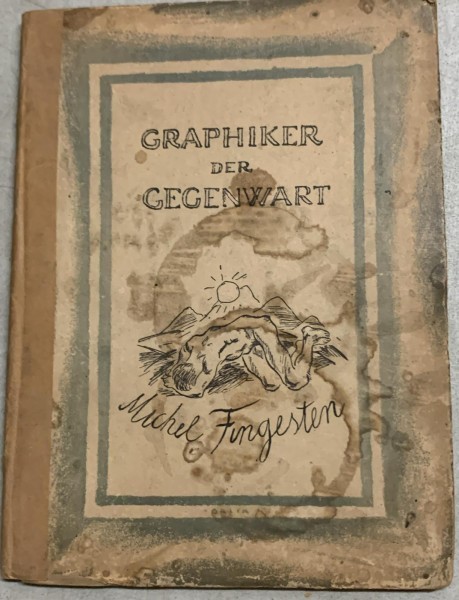 GRAPHIKER
DER
GEGENWART
Michel Fingesten